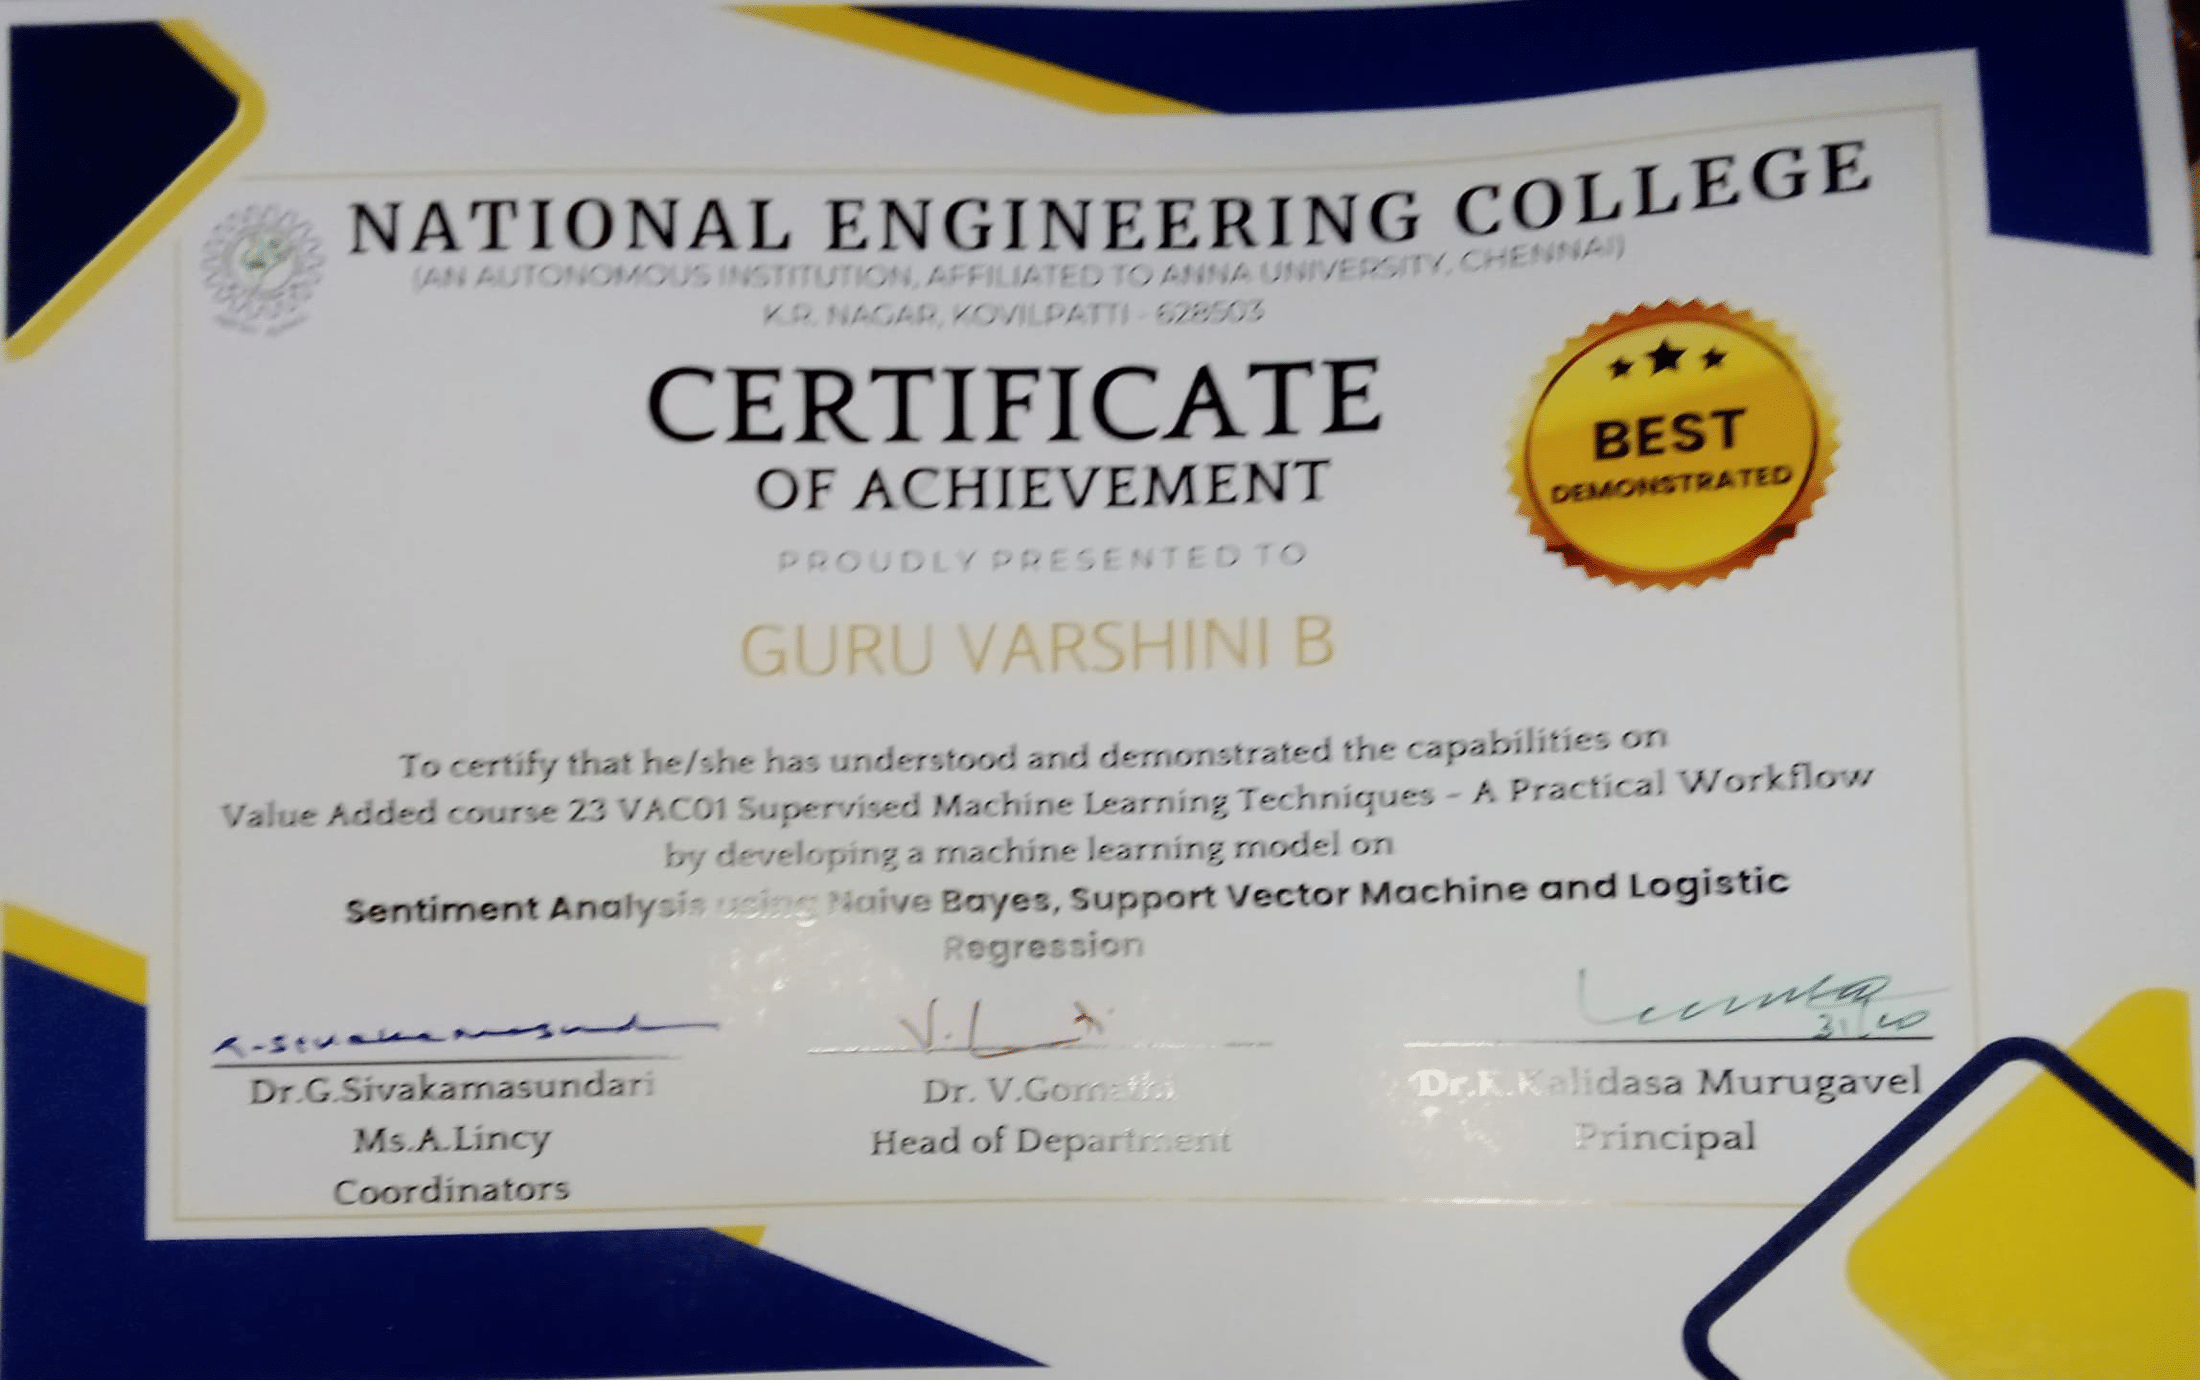 NATIONAL ENGINEERING COLLEGE
(AN AUTONOMOUS INSTITUTION, AFFILIATED TO ANNA UNIVERSITY, CHENNAI)
K.R. NAGAR, KOVILPATTI - 628503
CERTIFICATE
OF ACHIEVEMENT
BEST
DEMONSTRATED
PROUDLY PRESENTED TO
GURU VARSHINI B
To certify that he/she has understood and demonstrated the capabilities on
Value Added course 23 VAC01 Supervised Machine Learning Techniques - A Practical Workflow
by developing a machine learning model on
Sentiment Analysis using Naive Bayes, Support Vector Machine and Logistic
Regression
31/10
Dr.G.Sivakamasundari
Ms.A.Lincy
Coordinators
Dr. V.Gomathi
Head of Department
Dr.K.Kalidasa Murugavel
Principal